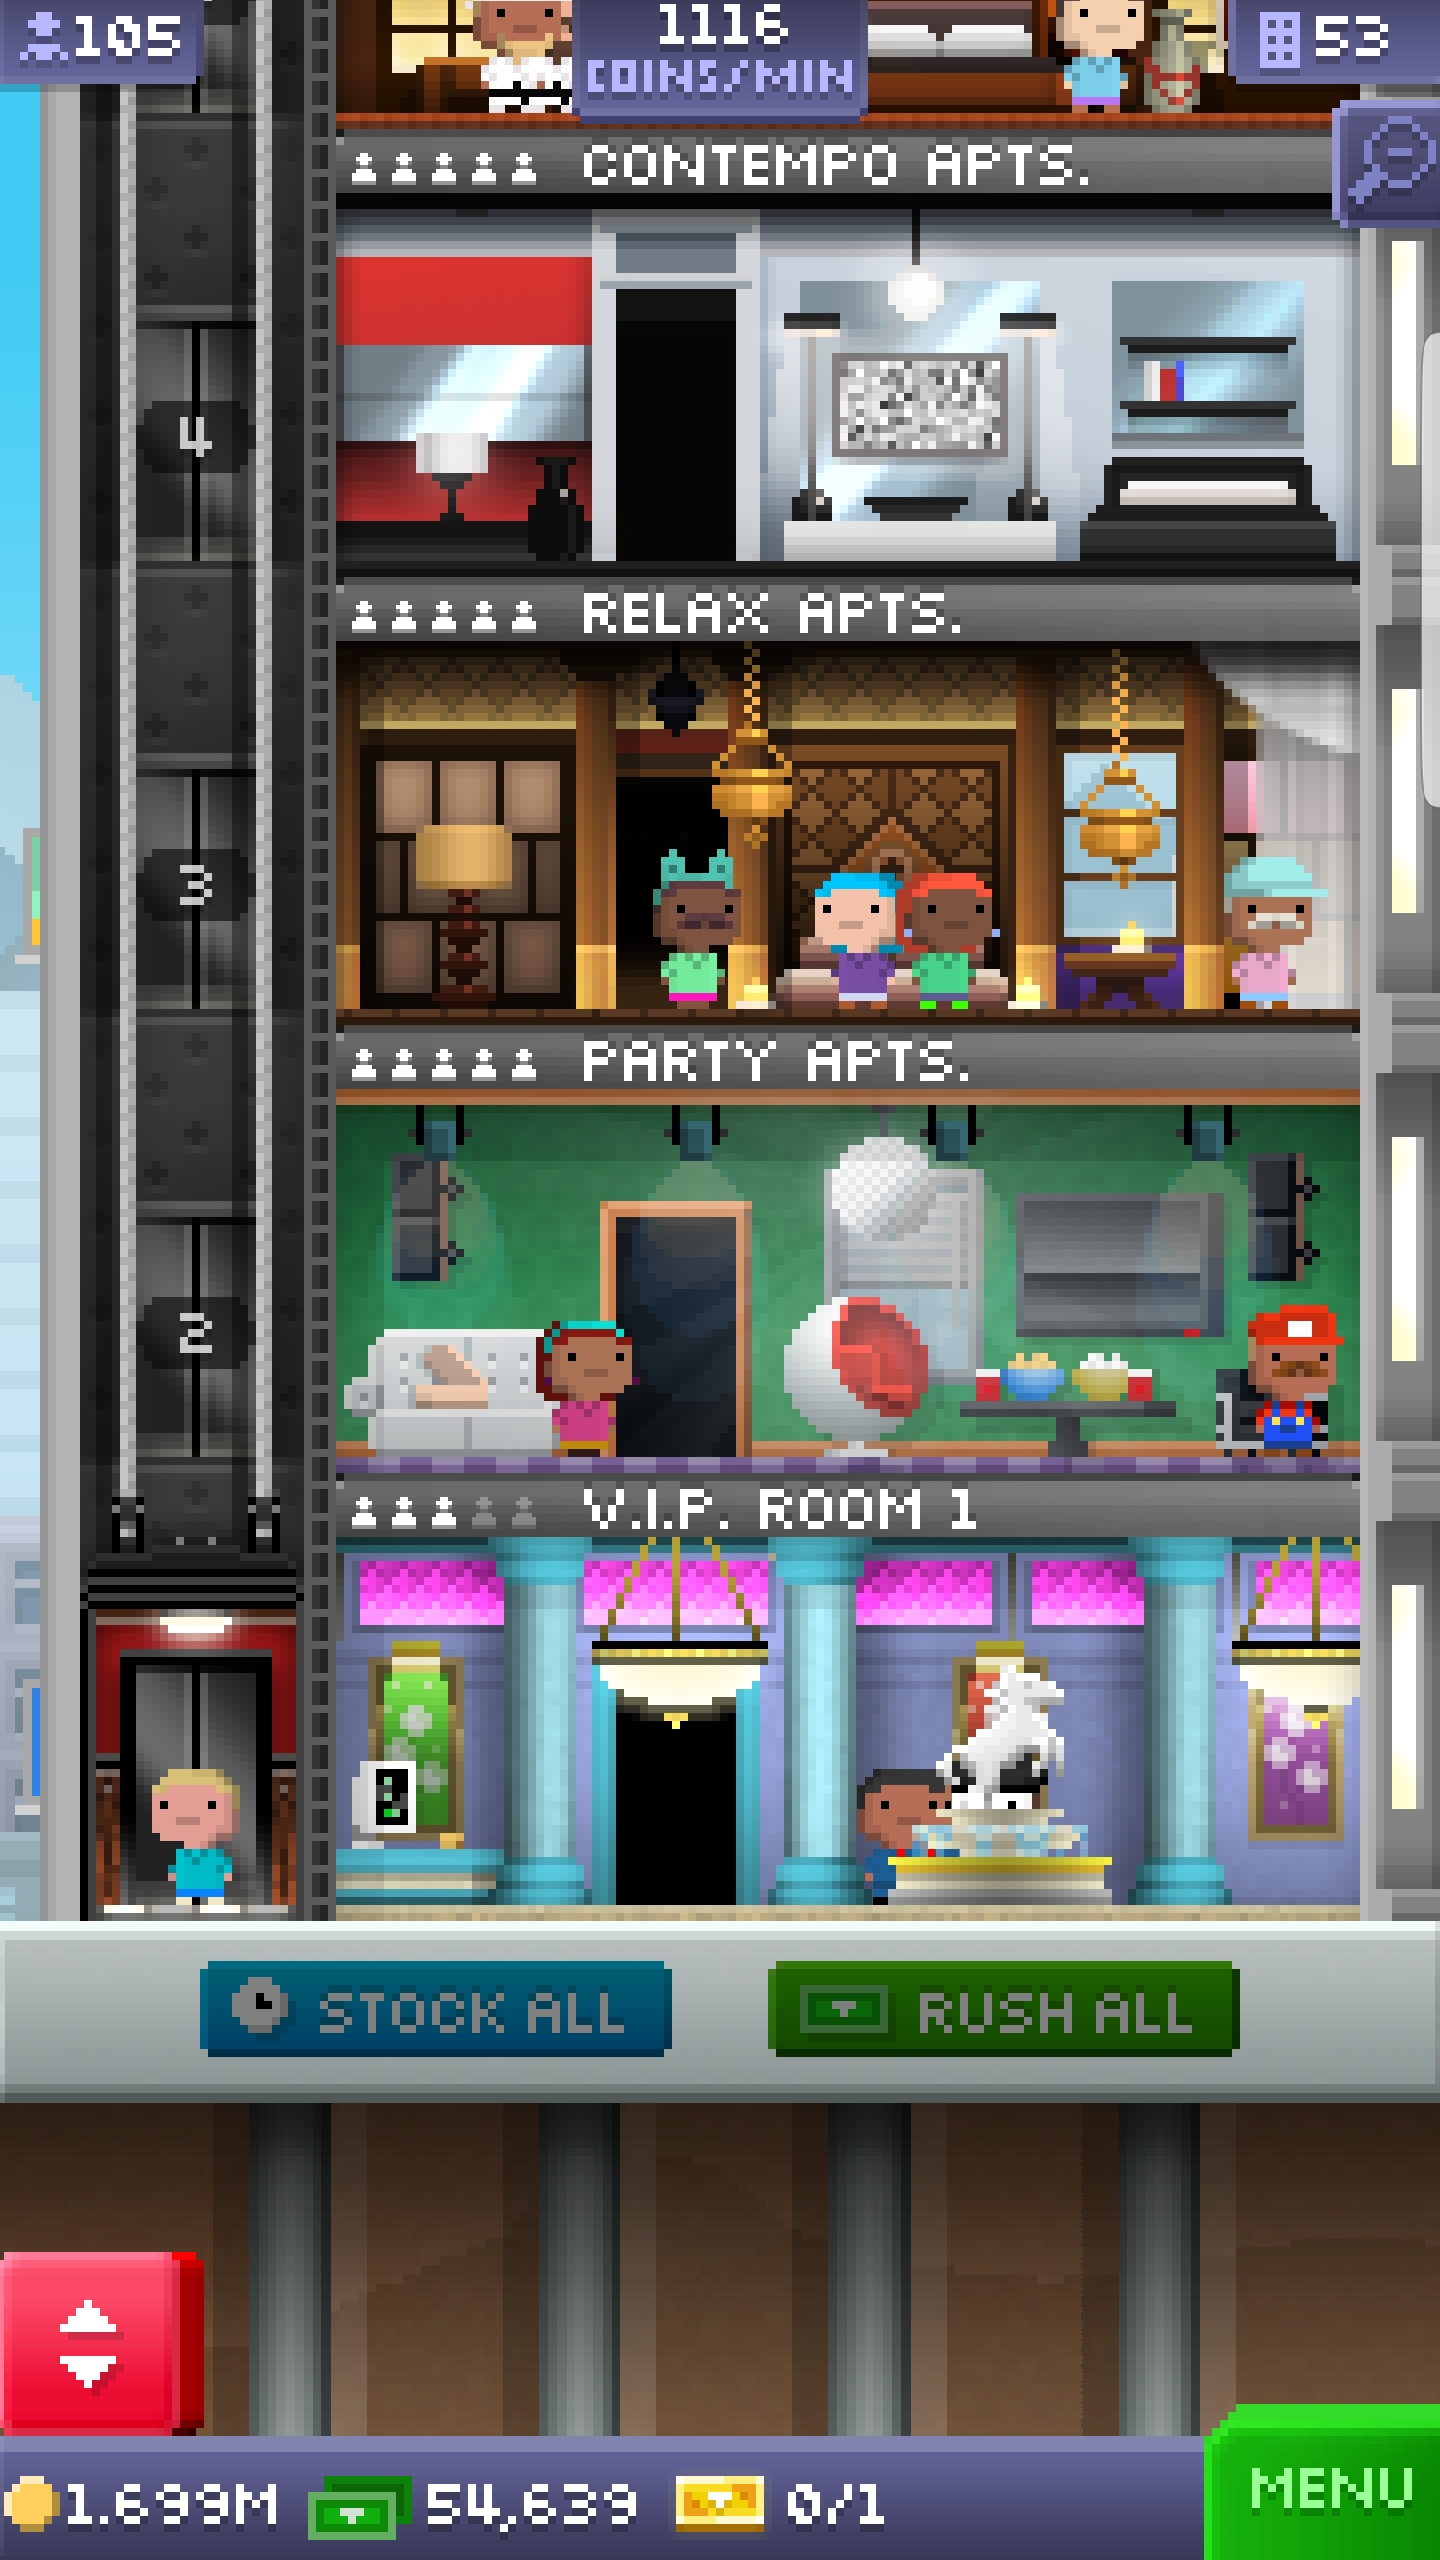 105
1116
COINS/MIN
53
CONTEMPO APTS.
4
RELAX APTS.
3
PARTY APTS.
2
V.I.P. ROOM 1
STOCK ALL
RUSH ALL
1.699M
54,639
0/1
MENU